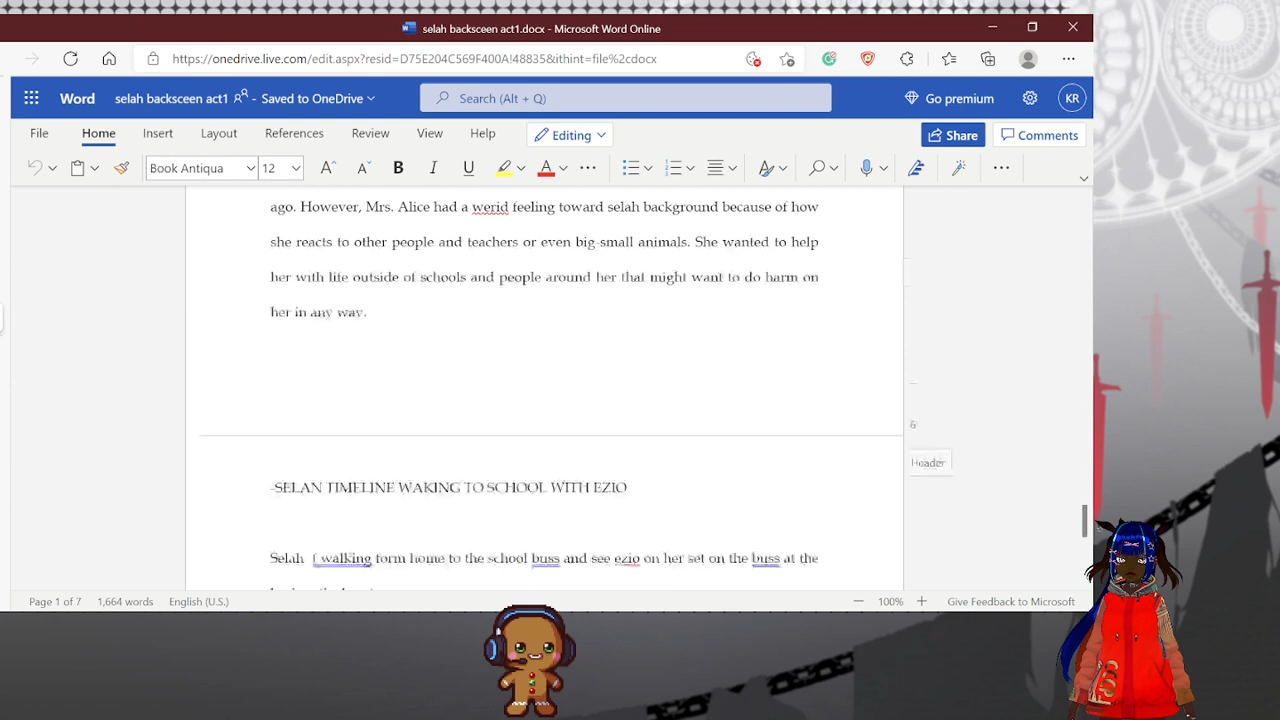 selah backsceen act1.docx - Microsoft Word Online
https://onedrive.live.com/edit.aspx?resid=D75E204C569F400A!48835&ithint=file%2cdocx
Word selah backsceen act1 - Saved to OneDrive Search (Alt + Q) Go premium KR
File Home Insert Layout References Review View Help Editing Share Comments
Book Antiqua 12 B I U A
ago. However, Mrs. Alice had a werid feeling toward selah background because of how
she reacts to other people and teachers or even big-small animals. She wanted to help
her with life outside of schools and people around her that might want to do harm on
her in any way.
&
Header
-SELAN TIMELINE WAKING TO SCHOOL WITH EZIO
Selah walking form home to the school buss and see ezio on her set on the buss at the
Page 1 of 7 1,664 words English (U.S.) 100% Give Feedback to Microsoft